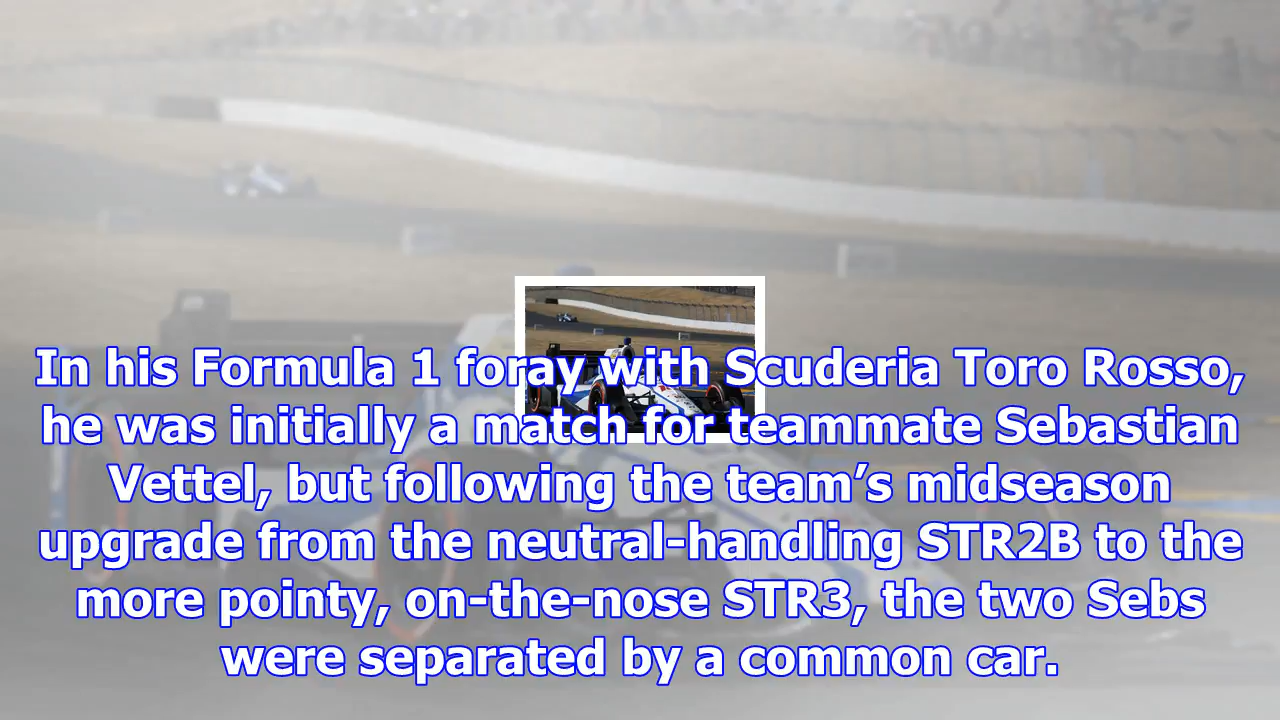 In his Formula 1 foray with Scuderia Toro Rosso,
he was initially a match for teammate Sebastian
Vettel, but following the team’s midseason
upgrade from the neutral-handling STR2B to the
more pointy, on-the-nose STR3, the two Sebs
were separated by a common car.